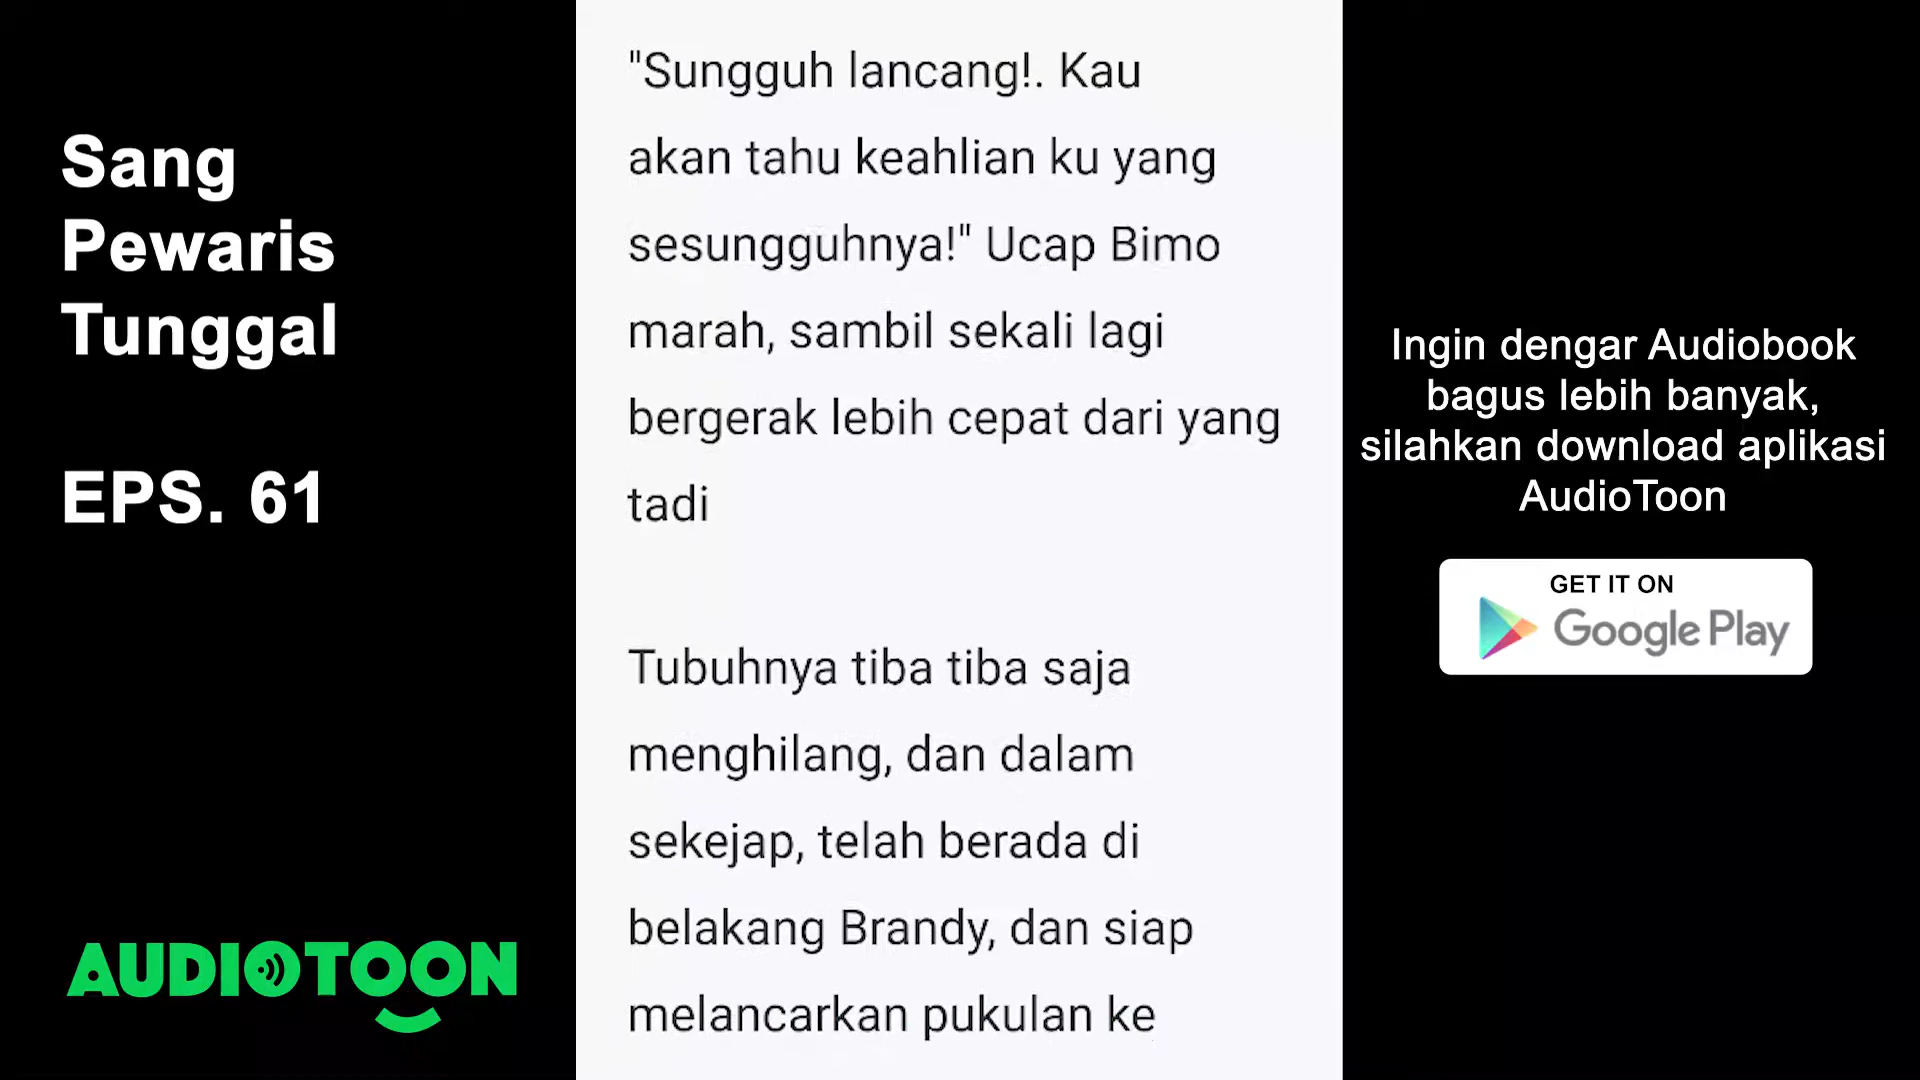 Sang
Pewaris
Tunggal
EPS. 61
AUDIOTOON
"Sungguh lancang!. Kau
akan tahu keahlian ku yang
sesungguhnya!" Ucap Bimo
marah, sambil sekali lagi
bergerak lebih cepat dari yang
tadi
Tubuhnya tiba tiba saja
menghilang, dan dalam
sekejap, telah berada di
belakang Brandy, dan siap
melancarkan pukulan ke
Ingin dengar Audiobook
bagus lebih banyak,
silahkan download aplikasi
AudioToon
GET IT ON
Google Play